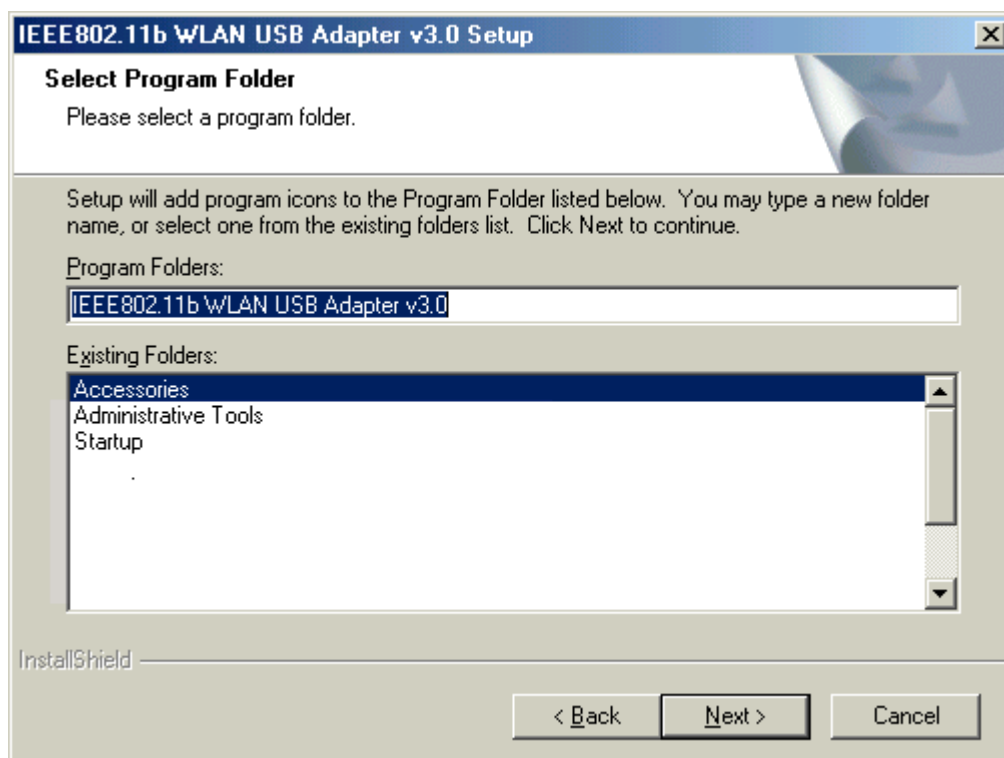 IEEE802.11b WLAN USB Adapter v3.0 Setup
Select Program Folder
Please select a program folder.
Setup will add program icons to the Program Folder listed below.  You may type a new folder
name, or select one from the existing folders list.  Click Next to continue.
Program Folders:
IEEE802.11b WLAN USB Adapter v3.0
Existing Folders:
Accessories
Administrative Tools
Startup
.
InstallShield
< Back
Next >
Cancel